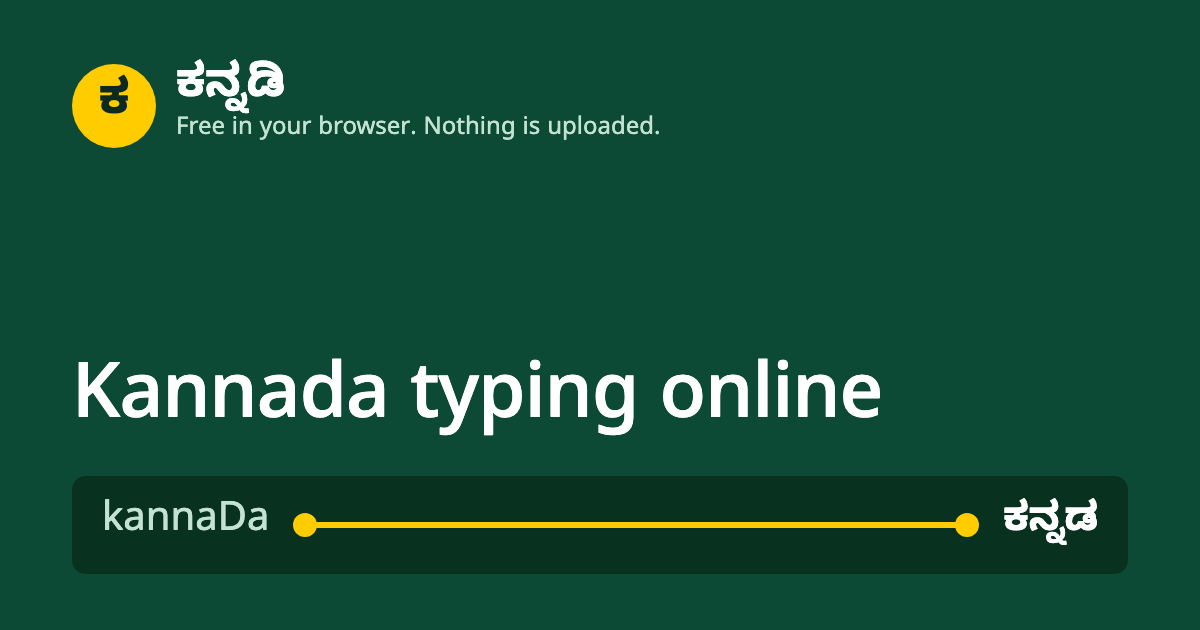 ಕ
ಕನ್ನಡಿ
Free in your browser. Nothing is uploaded.
Kannada typing online
kannaDa ಕನ್ನಡ